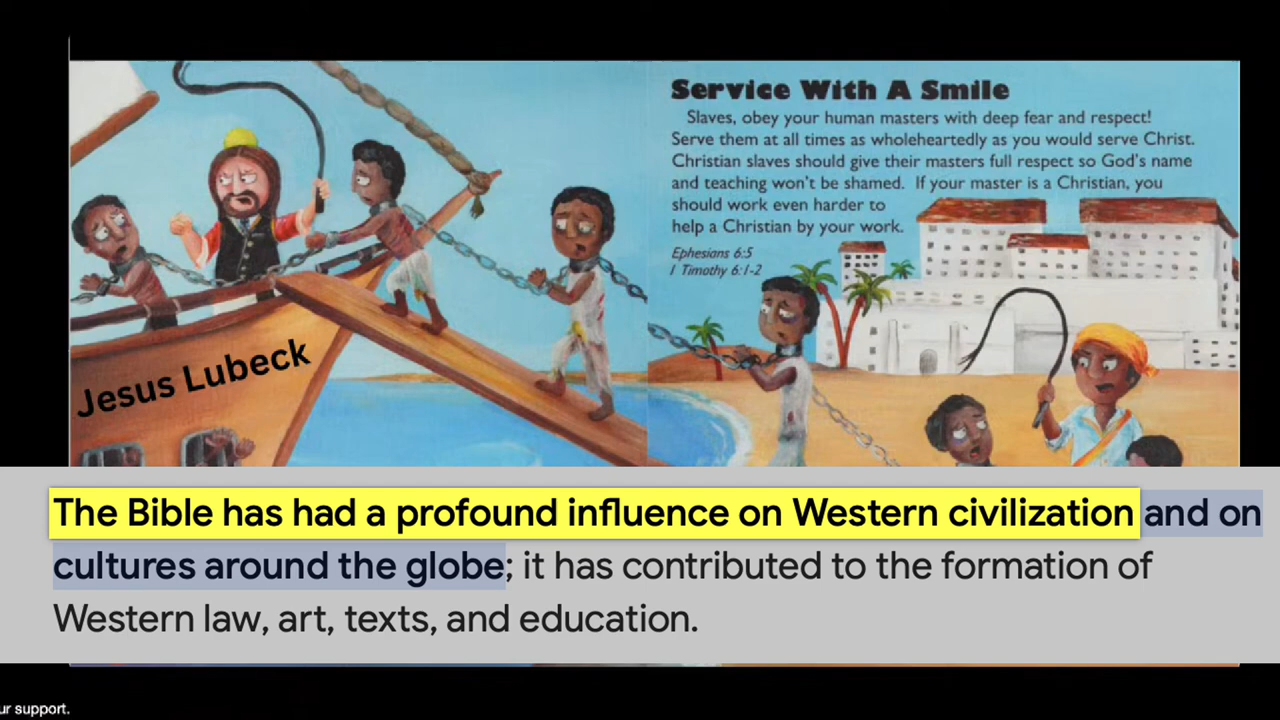 Service With A Smile
Slaves, obey your human masters with deep fear and respect!
Serve them at all times as wholeheartedly as you would serve Christ.
Christian slaves should give their masters full respect so God's name
and teaching won't be shamed. If your master is a Christian, you
should work even harder to
help a Christian by your work.
Ephesians 6:5
1 Timothy 6:1-2
Jesus Lubeck
The Bible has had a profound influence on Western civilization and on
cultures around the globe; it has contributed to the formation of
Western law, art, texts, and education.
ur support.